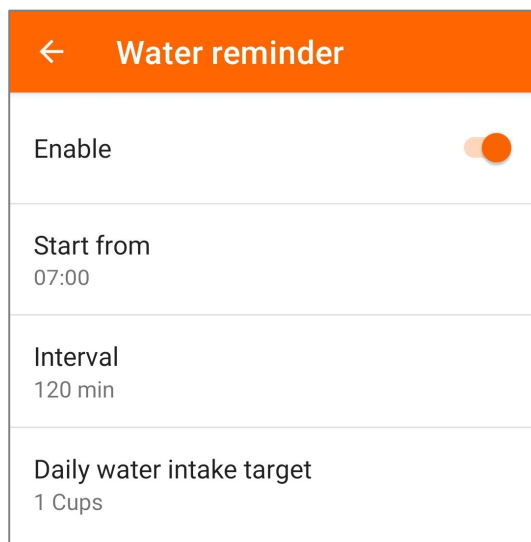 Water reminder
Enable
Start from
07:00
Interval
120 min
Daily water intake target
1 Cups